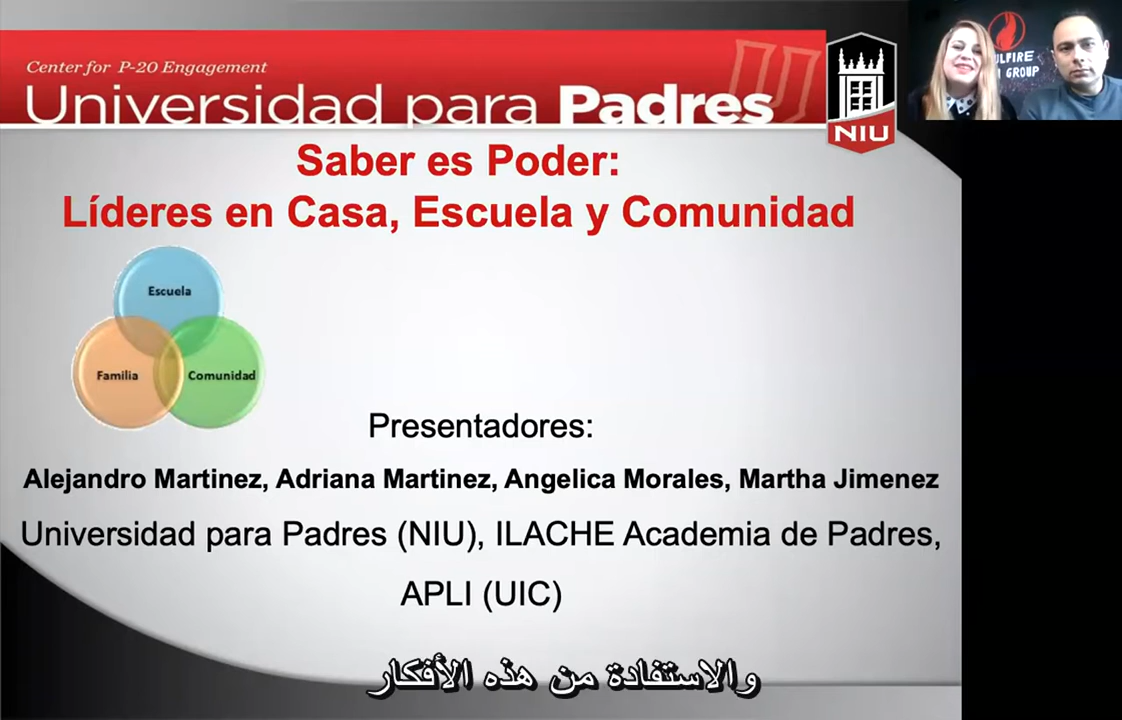 Center for P-20 Engagement
Universidad para Padres
NIU
GROUP
Saber es Poder:
Líderes en Casa, Escuela y Comunidad
Escuela
Familia
Comunidad
Presentadores:
Alejandro Martinez, Adriana Martinez, Angelica Morales, Martha Jimenez
Universidad para Padres (NIU), ILACHE Academia de Padres,
APLI (UIC)
والاستفادة من هذه الأفكار